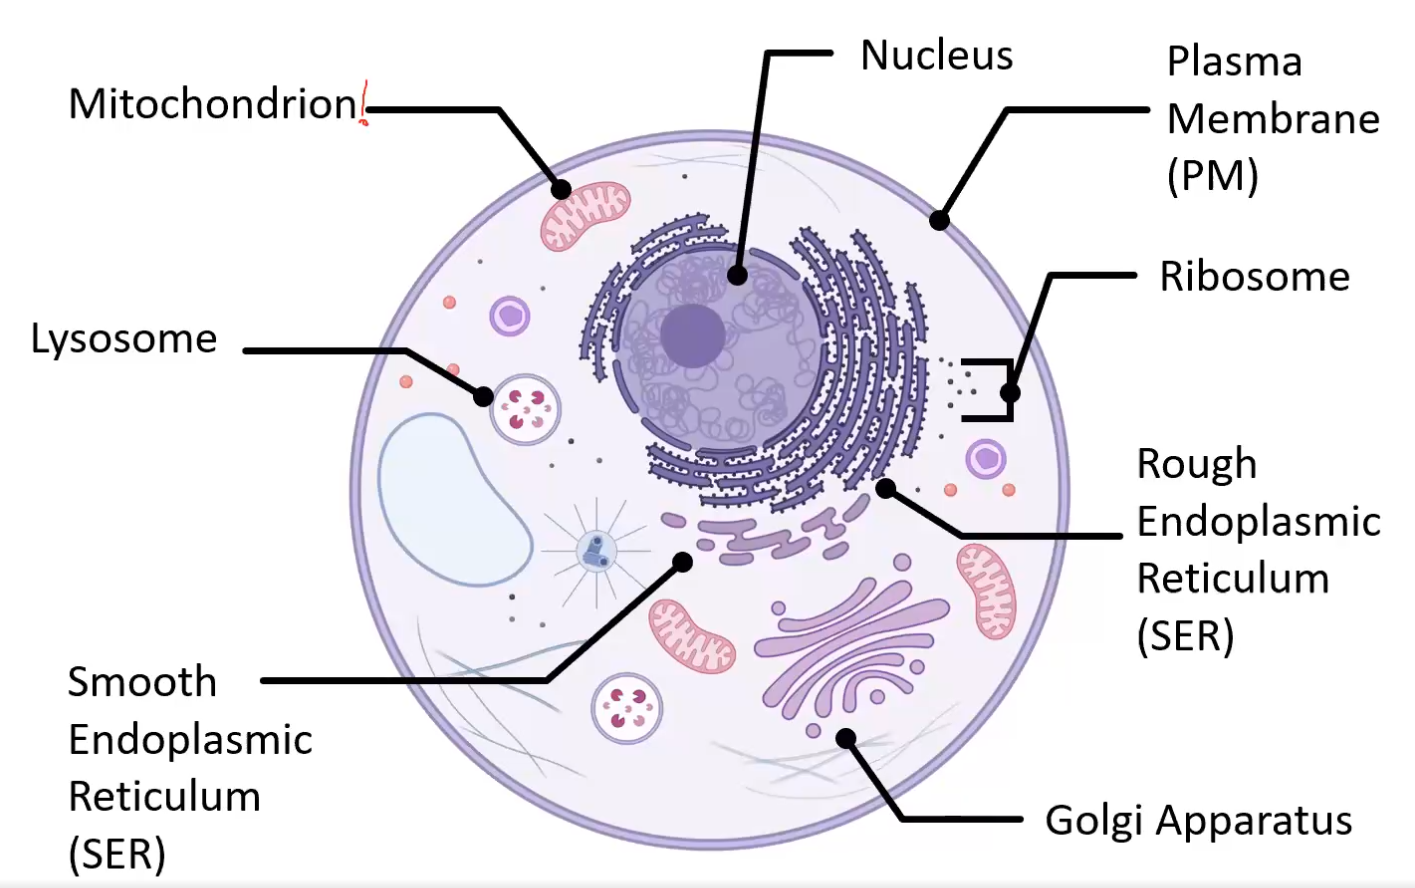 Nucleus
Plasma
Membrane
(PM)
Mitochondrion!
Ribosome
Lysosome
Rough
Endoplasmic
Reticulum
(SER)
Smooth
Endoplasmic
Reticulum
(SER)
Golgi Apparatus